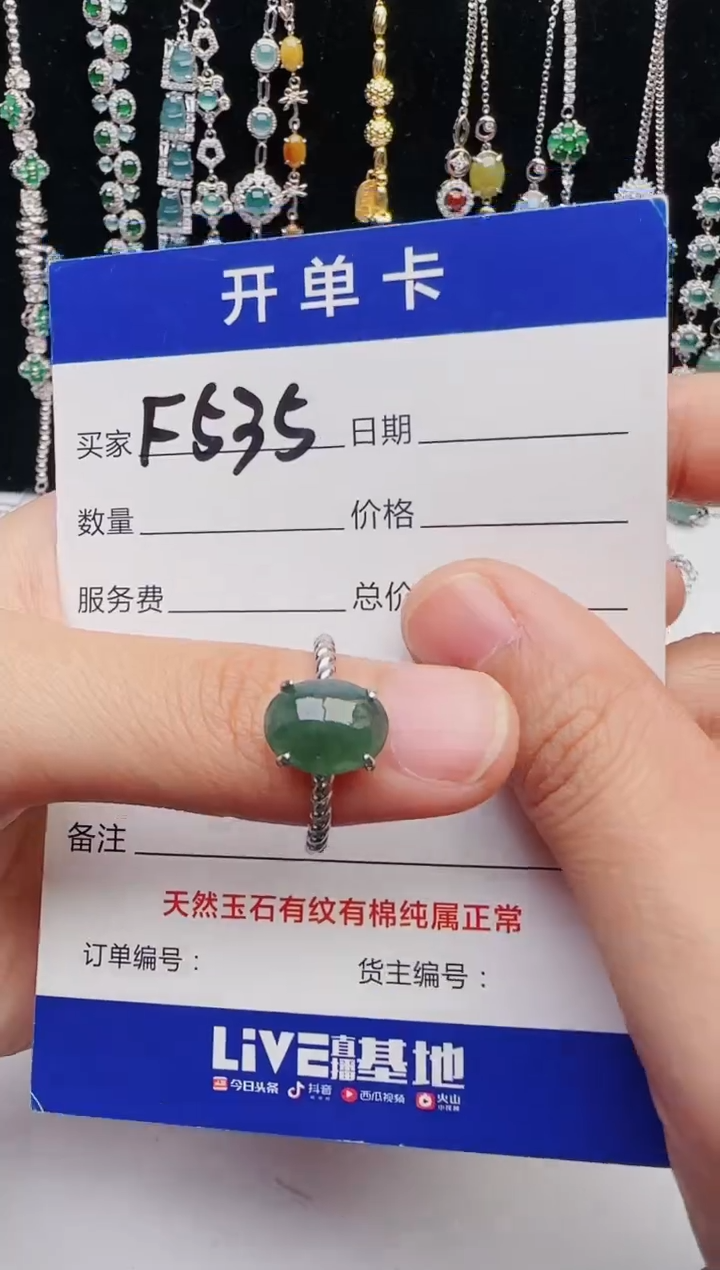 开单卡
买家 F535 日期
数量 价格
服务费 总价
备注
天然玉石有纹有棉纯属正常
订单编号： 货主编号：
LiVE直播基地
今日头条 抖音 西瓜视频 火山小视频